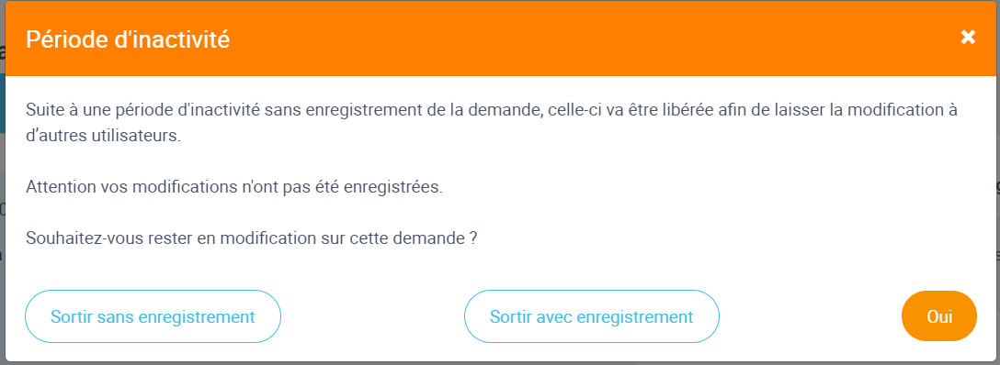 Période d'inactivité
Suite à une période d'inactivité sans enregistrement de la demande, celle-ci va être libérée afin de laisser la modification à
d’autres utilisateurs.
Attention vos modifications n'ont pas été enregistrées.
Souhaitez-vous rester en modification sur cette demande ?
Sortir sans enregistrement
Sortir avec enregistrement
Oui